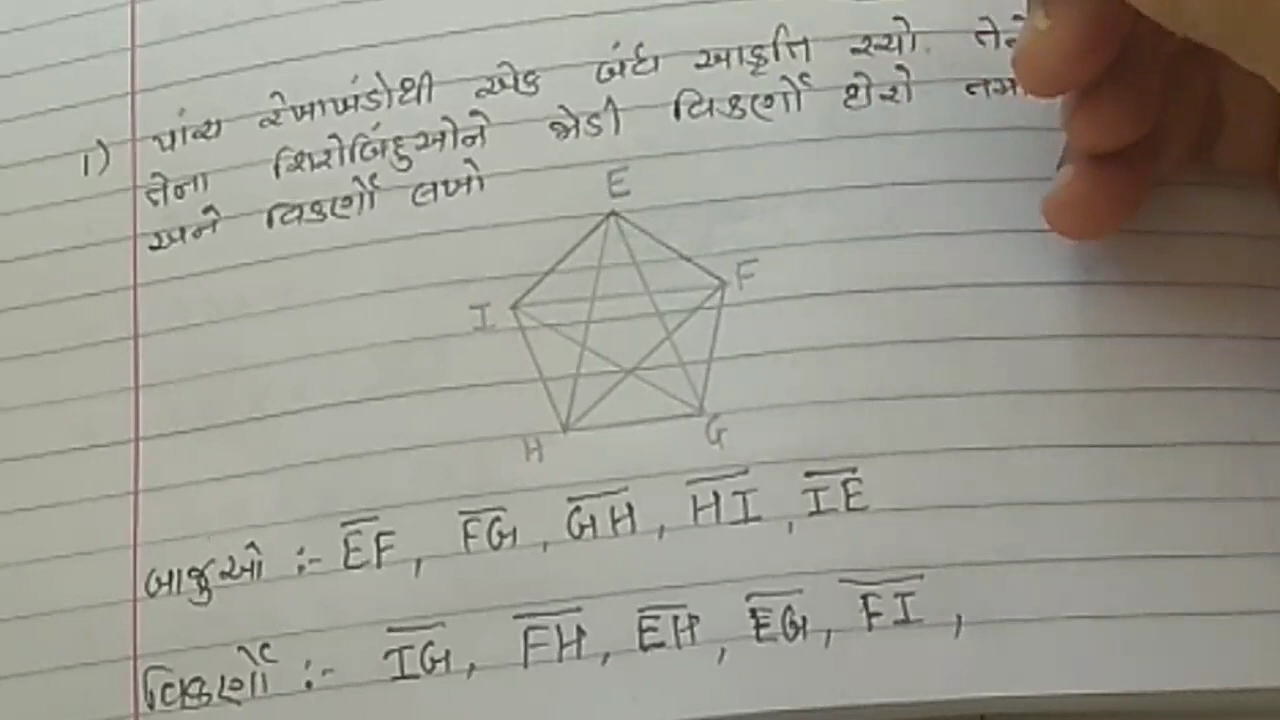 1) પાંચ રેખાખંડોથી એક બંધ આકૃતિ રચો. તેને
તેના શિરોબિંદુઓને જોડી વિકર્ણો દોરો
અને વિકર્ણો લખો
E
F
I
H
G
બાજુઓ :- EF, FG, GH, HI, IE
વિકર્ણો :- IG, FH, EH, EG, FI,